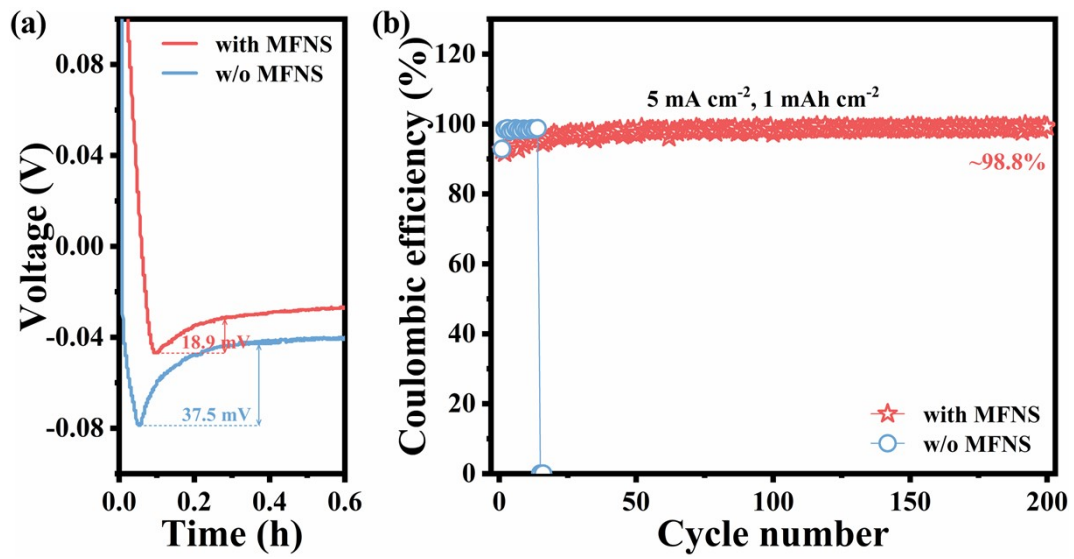 (a)
with MFNS
w/o MFNS
0.08
0.04
0.00
-0.04
-0.08
Voltage (V)
18.9 mV
37.5 mV
0.0
0.2
0.4
0.6
Time (h)
(b)
120
100
80
60
40
20
0
Coulombic efficiency (%)
5 mA cm⁻², 1 mAh cm⁻²
~98.8%
with MFNS
w/o MFNS
0
50
100
150
200
Cycle number